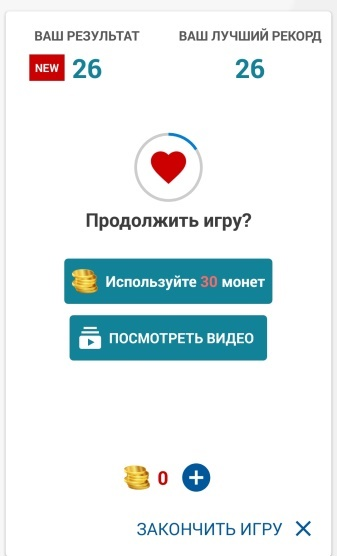 ВАШ РЕЗУЛЬТАТ
ВАШ ЛУЧШИЙ РЕКОРД
NEW 26
26
Продолжить игру?
Используйте 30 монет
ПОСМОТРЕТЬ ВИДЕО
0
ЗАКОНЧИТЬ ИГРУ